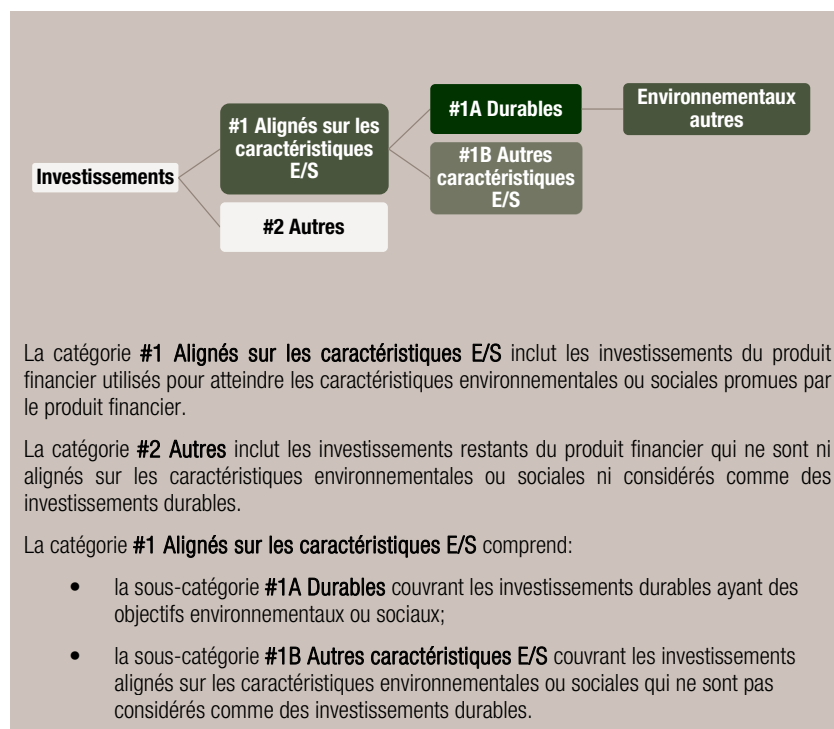 Investissements
#1 Alignés sur les
caractéristiques
E/S
#2 Autres
#1A Durables
#1B Autres
caractéristiques
E/S
Environnementaux
autres
La catégorie #1 Alignés sur les caractéristiques E/S inclut les investissements du produit
financier utilisés pour atteindre les caractéristiques environnementales ou sociales promues par
le produit financier.
La catégorie #2 Autres inclut les investissements restants du produit financier qui ne sont ni
alignés sur les caractéristiques environnementales ou sociales ni considérés comme des
investissements durables.
La catégorie #1 Alignés sur les caractéristiques E/S comprend:
• la sous-catégorie #1A Durables couvrant les investissements durables ayant des
objectifs environnementaux ou sociaux;
• la sous-catégorie #1B Autres caractéristiques E/S couvrant les investissements
alignés sur les caractéristiques environnementales ou sociales qui ne sont pas
considérés comme des investissements durables.